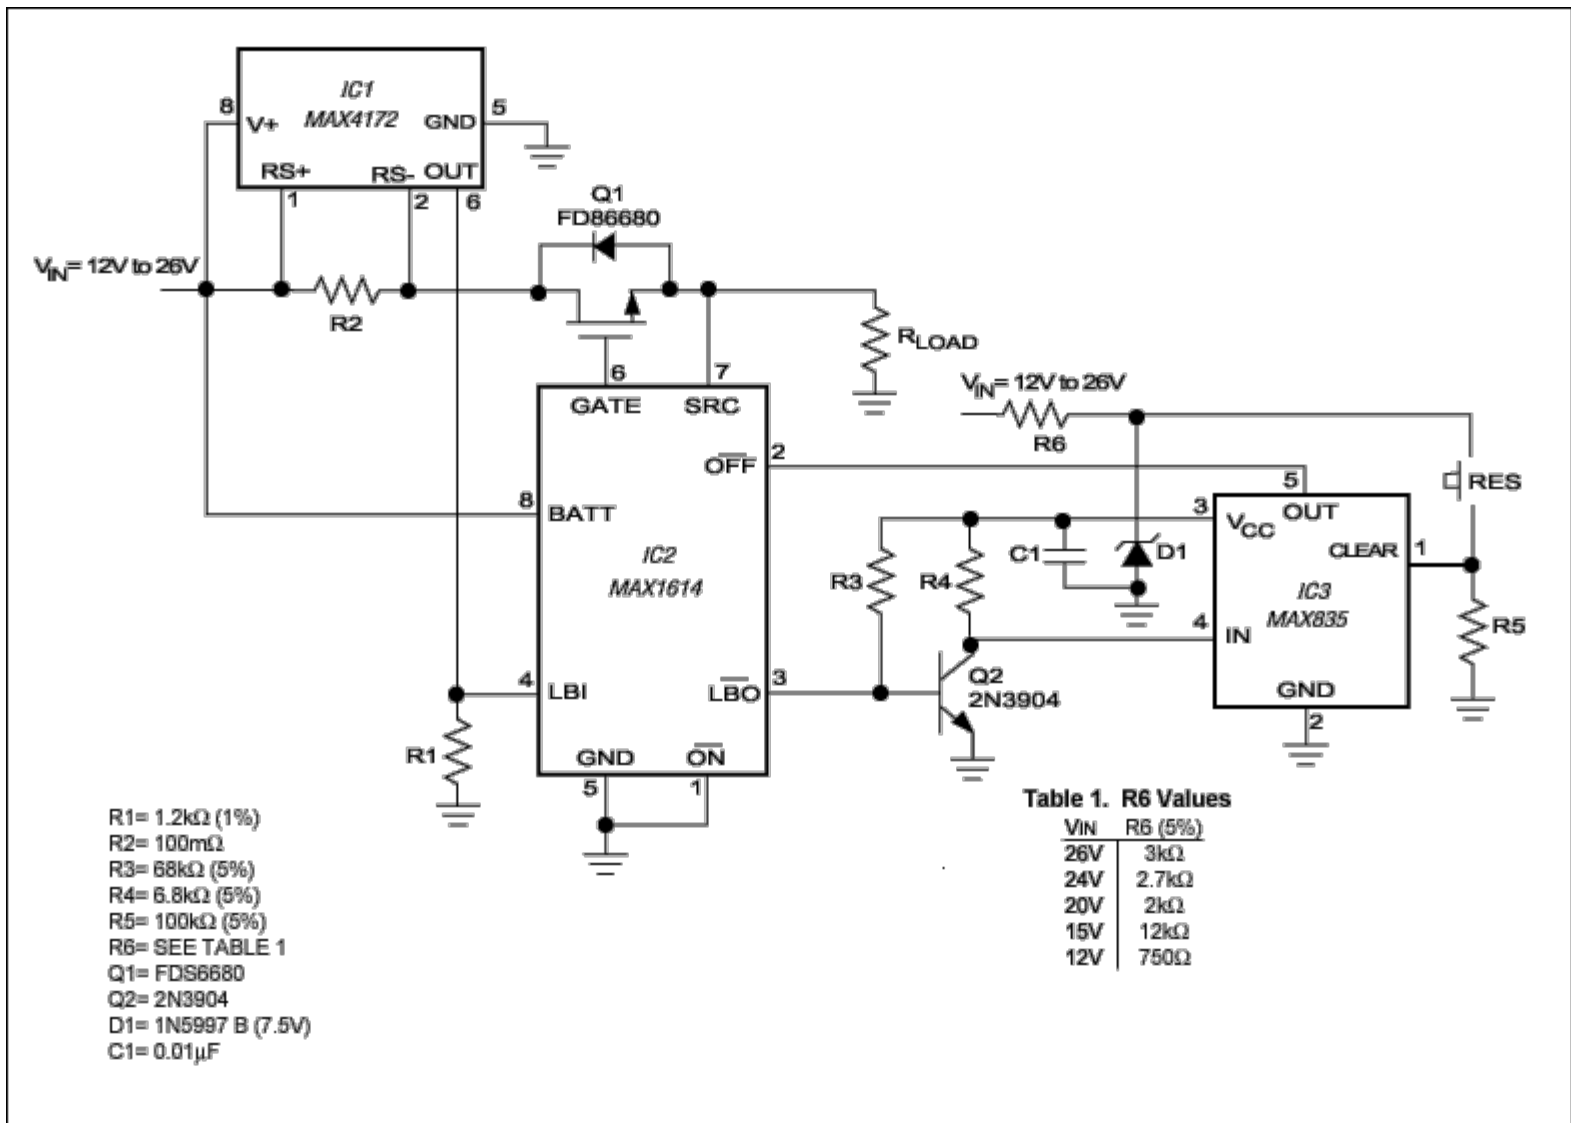 IC1
MAX4172
8
V+
GND
5
RS+
RS-
OUT
1
2
6
Q1
FD86680
VIN= 12V to 26V
R2
RLOAD
6
7
GATE
SRC
VIN= 12V to 26V
R6
OFF
2
5
RES
8
BATT
3
VCC
OUT
CLEAR
1
IC2
MAX1614
R3
R4
C1
D1
IC3
MAX835
4
IN
R5
4
LBI
LBO
3
Q2
2N3904
GND
2
R1
GND
ON
5
1
R1= 1.2kΩ (1%)
R2= 100mΩ
R3= 68kΩ (5%)
R4= 6.8kΩ (5%)
R5= 100kΩ (5%)
R6= SEE TABLE 1
Q1= FDS6680
Q2= 2N3904
D1= 1N5997 B (7.5V)
C1= 0.01µF
Table 1. R6 Values
VIN R6 (5%)
26V 3kΩ
24V 2.7kΩ
20V 2kΩ
15V 12kΩ
12V 750Ω